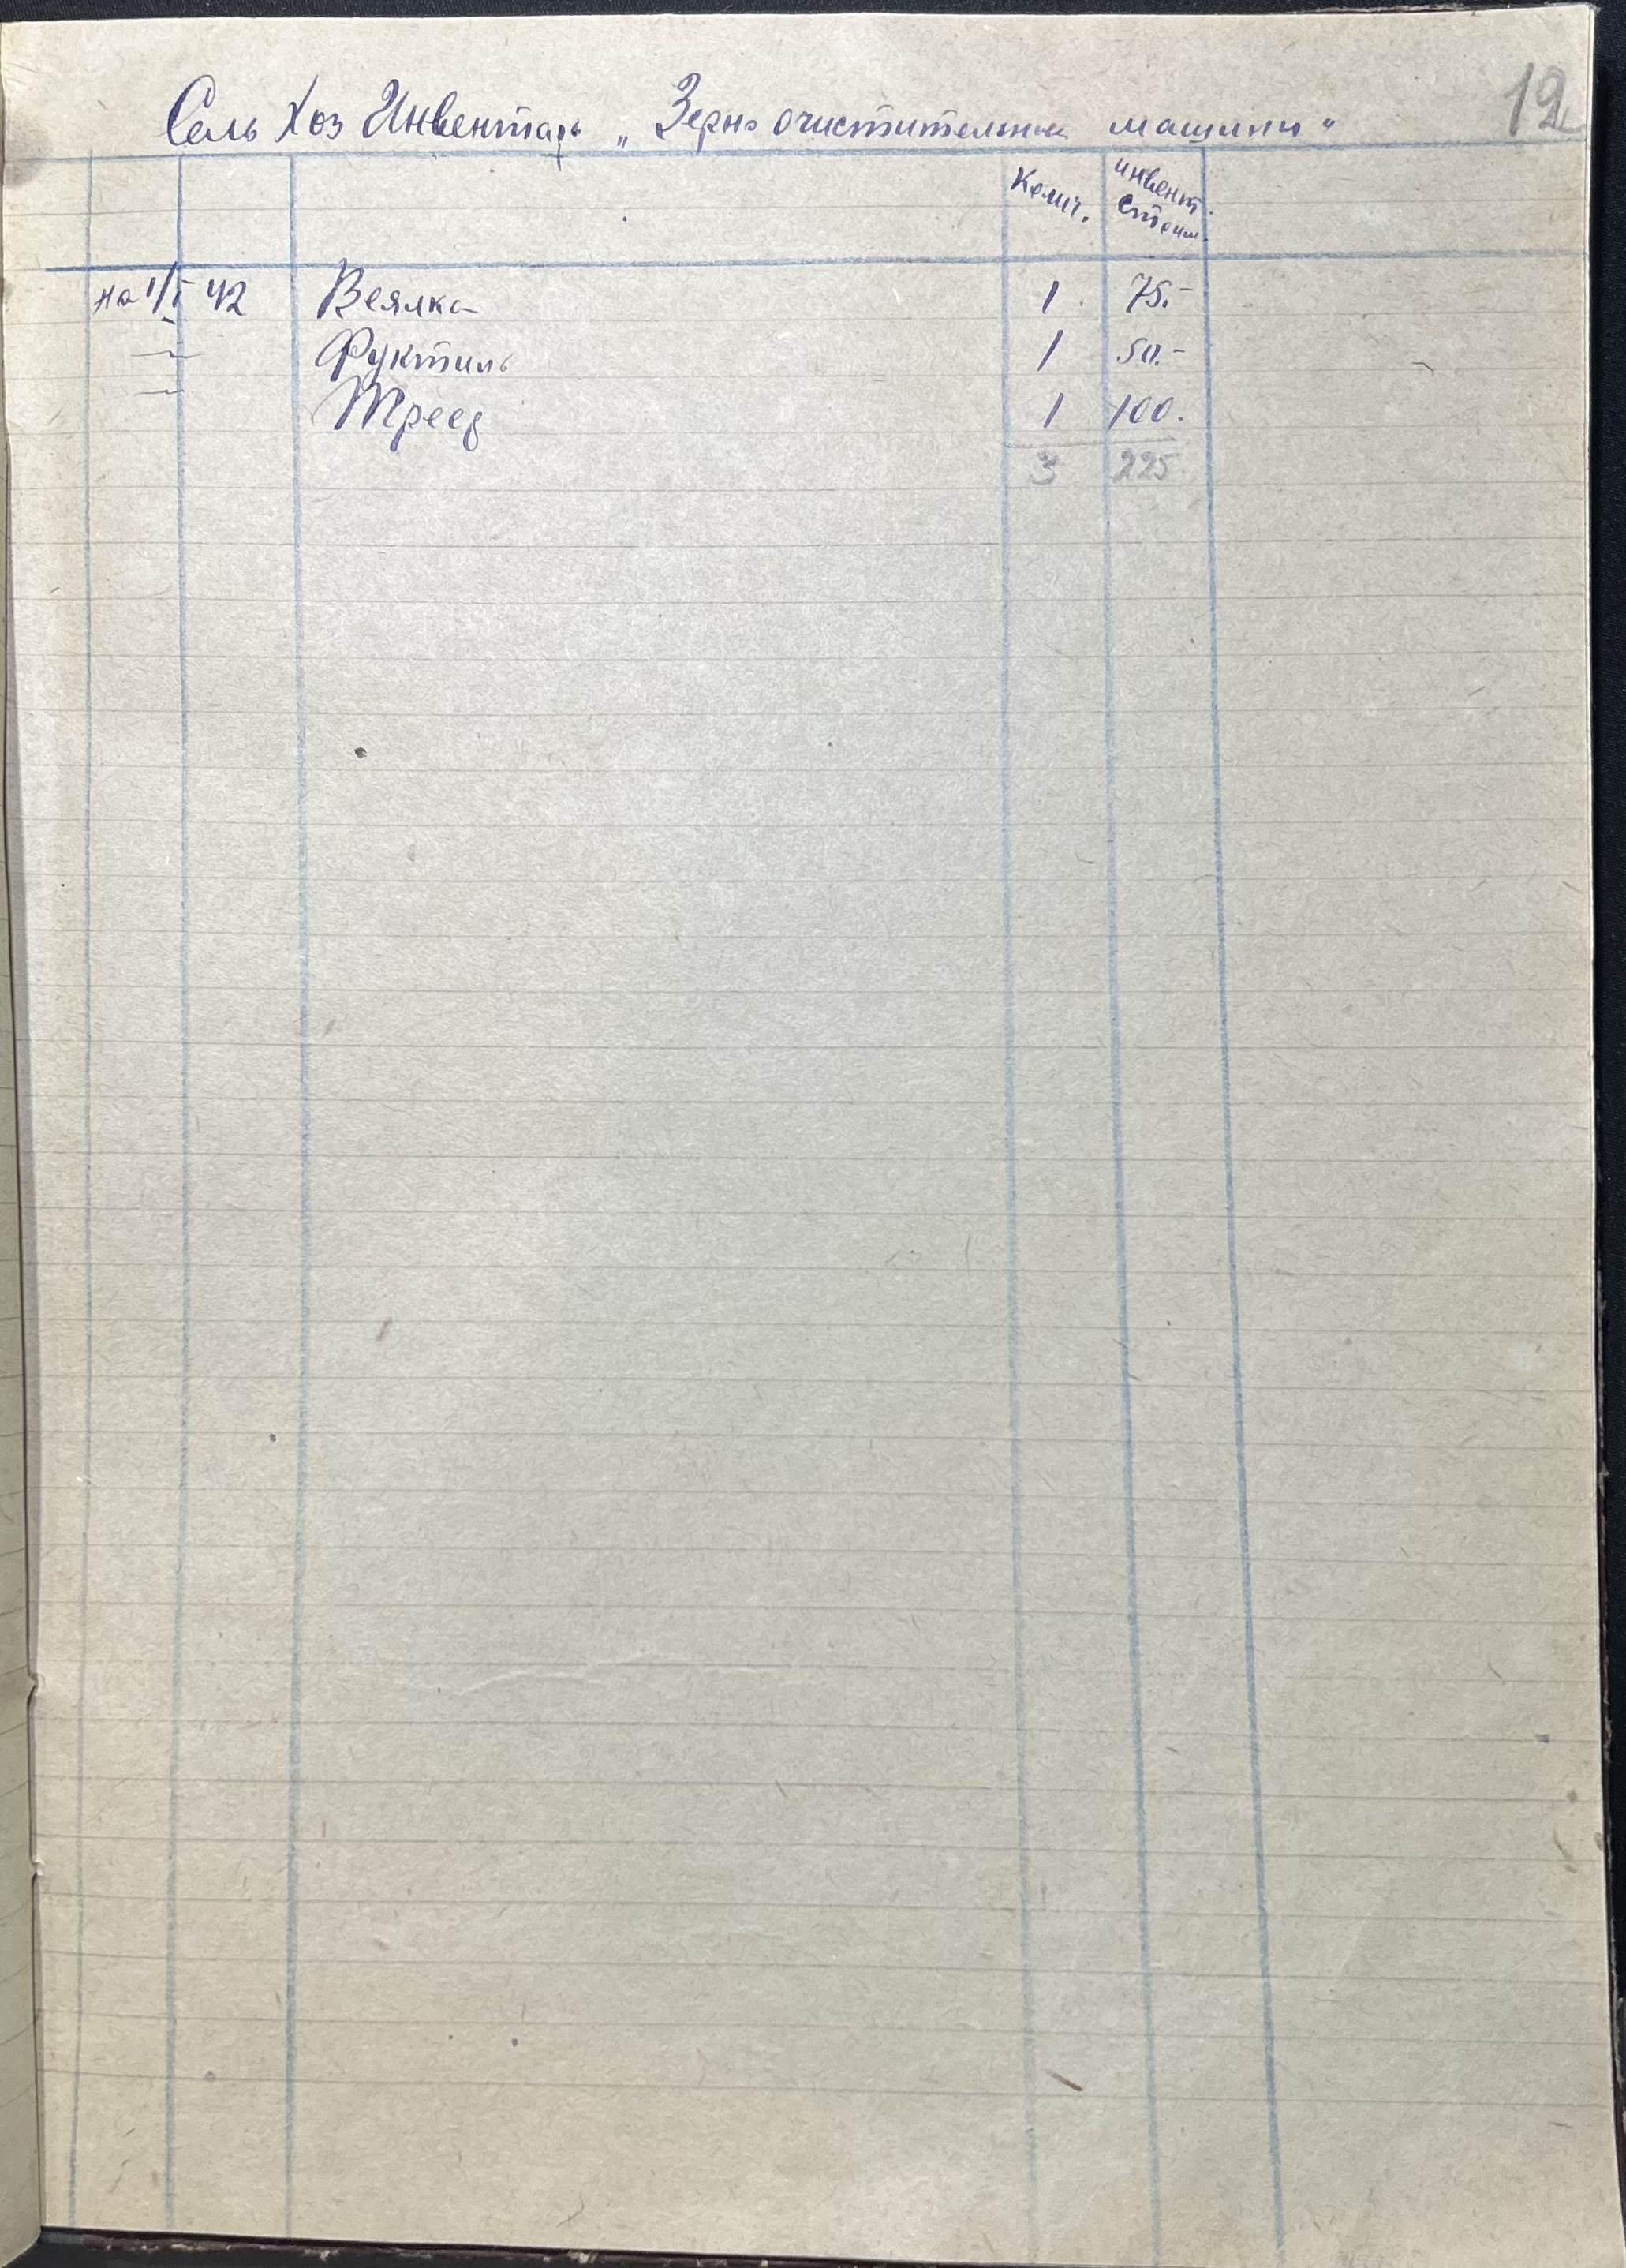 12
Сель Хоз Инвентарь „Зерно очистительные машины"
Колич. инвент. стоим.
на 1/I 42 Веялка 1 75.-
—"— Фуктиль 1 50.-
—"— Триер 1 100.
3 225